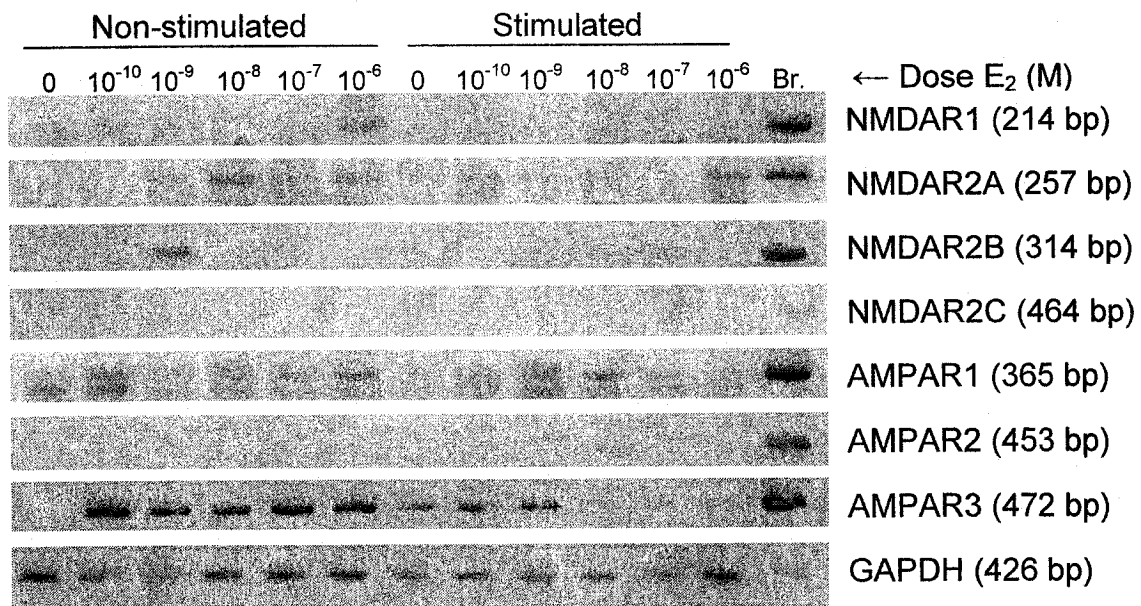 Non-stimulated Stimulated
0 10⁻¹⁰ 10⁻⁹ 10⁻⁸ 10⁻⁷ 10⁻⁶ 0 10⁻¹⁰ 10⁻⁹ 10⁻⁸ 10⁻⁷ 10⁻⁶ Br. ← Dose E₂ (M)
NMDAR1 (214 bp)
NMDAR2A (257 bp)
NMDAR2B (314 bp)
NMDAR2C (464 bp)
AMPAR1 (365 bp)
AMPAR2 (453 bp)
AMPAR3 (472 bp)
GAPDH (426 bp)